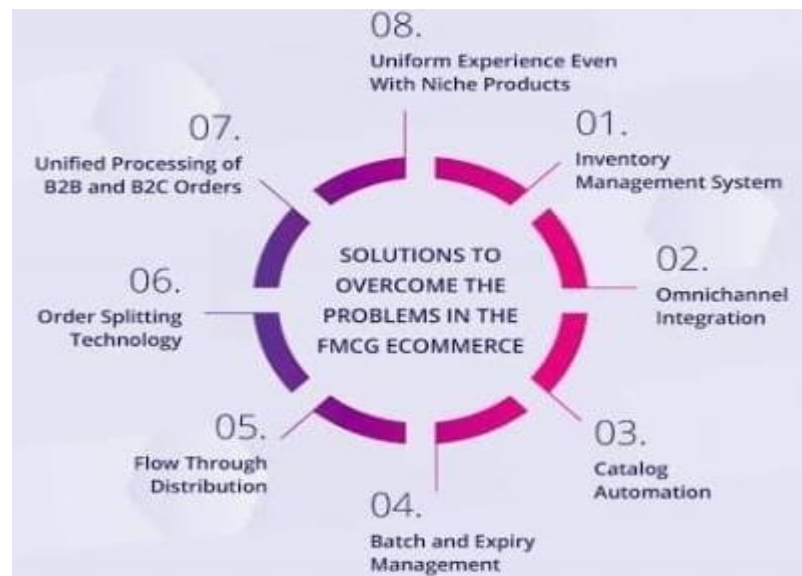 SOLUTIONS TO
OVERCOME THE
PROBLEMS IN THE
FMCG ECOMMERCE
01.
Inventory
Management System
02.
Omnichannel
Integration
03.
Catalog
Automation
04.
Batch and Expiry
Management
05.
Flow Through
Distribution
06.
Order Splitting
Technology
07.
Unified Processing of
B2B and B2C Orders
08.
Uniform Experience Even
With Niche Products